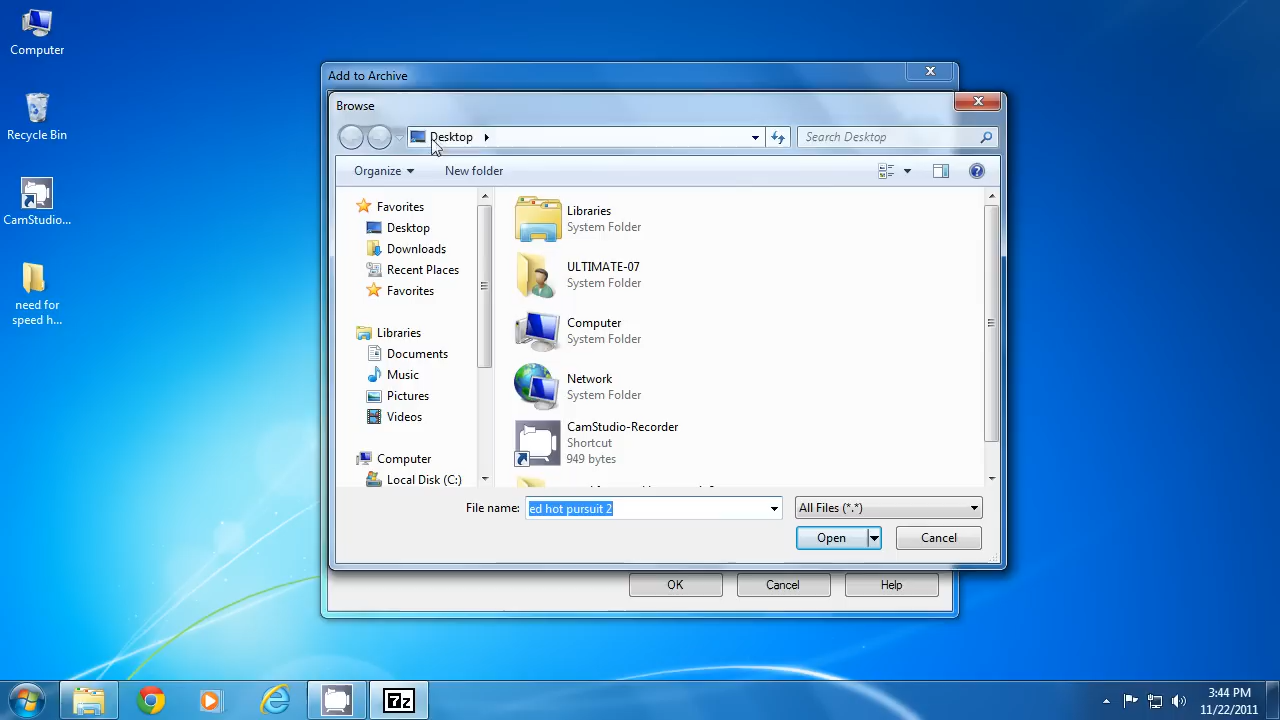 Computer
Recycle Bin
CamStudio...
need for
speed h...
Add to Archive
Browse
Desktop
Search Desktop
Organize
New folder
Favorites
Desktop
Downloads
Recent Places
Favorites
Libraries
Documents
Music
Pictures
Videos
Computer
Local Disk (C:)
Libraries
System Folder
ULTIMATE-07
System Folder
Computer
System Folder
Network
System Folder
CamStudio-Recorder
Shortcut
949 bytes
File name:
ed hot pursuit 2
All Files (*.*)
Open
Cancel
OK
Cancel
Help
7z
3:44 PM
11/22/2011